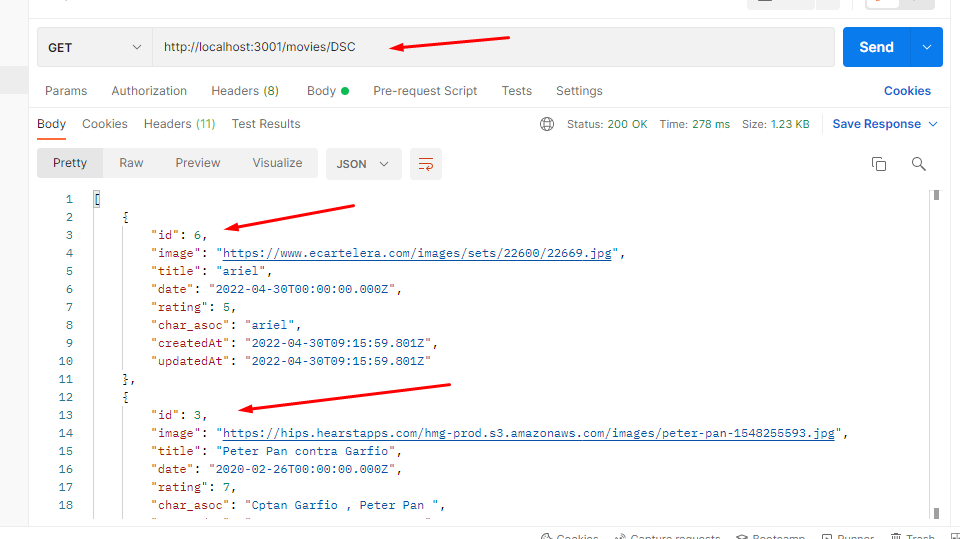 GET http://localhost:3001/movies/DSC Send
Params Authorization Headers (8) Body Pre-request Script Tests Settings Cookies
Body Cookies Headers (11) Test Results Status: 200 OK Time: 278 ms Size: 1.23 KB Save Response
Pretty Raw Preview Visualize JSON
1 [
2 {
3 "id": 6,
4 "image": "https://www.ecartelera.com/images/sets/22600/22669.jpg",
5 "title": "ariel",
6 "date": "2022-04-30T00:00:00.000Z",
7 "rating": 5,
8 "char_asoc": "ariel",
9 "createdAt": "2022-04-30T09:15:59.801Z",
10 "updatedAt": "2022-04-30T09:15:59.801Z"
11 },
12 {
13 "id": 3,
14 "image": "https://hips.hearstapps.com/hmg-prod.s3.amazonaws.com/images/peter-pan-1548255593.jpg",
15 "title": "Peter Pan contra Garfio",
16 "date": "2020-02-26T00:00:00.000Z",
17 "rating": 7,
18 "char_asoc": "Cptan Garfio , Peter Pan ",
Cookies Capture requests Bootcamp Runner Trash